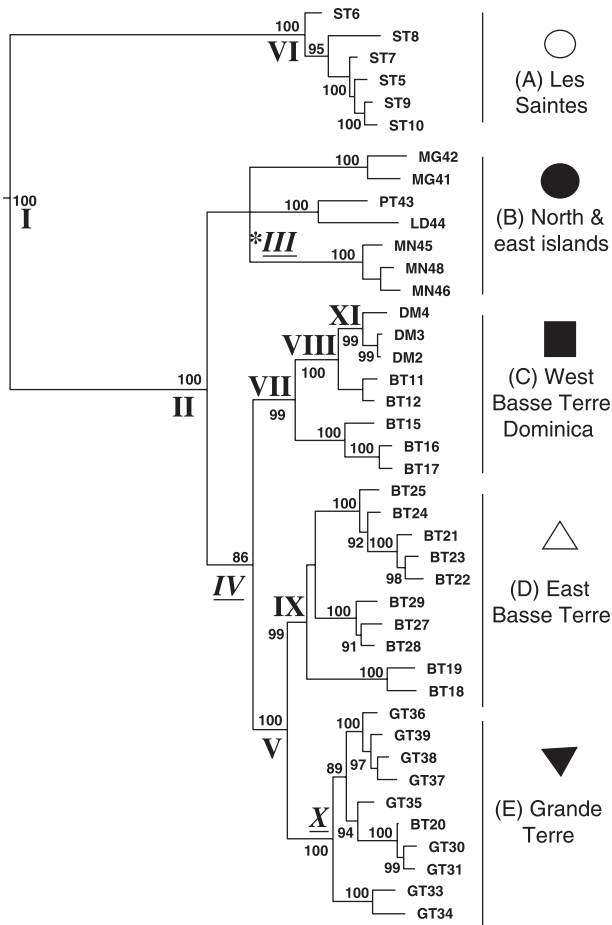 ST6
100
VI
95
ST8
ST7
ST5
100
ST9
100
ST10
(A) Les
Saintes
100
I
MG42
100
MG41
PT43
100
LD44
*III
MN45
100
MN48
MN46
(B) North &
east islands
100
II
XI
DM4
DM3
99
VIII
99
DM2
100
BT11
VII
BT12
99
BT15
100
BT16
100
BT17
(C) West
Basse Terre
Dominica
86
IV
BT25
100
BT24
92
100
BT21
BT23
98
BT22
IX
99
BT29
100
BT27
91
BT28
BT19
100
BT18
(D) East
Basse Terre
100
V
GT36
100
GT39
GT38
97
89
GT37
X
100
GT35
94
BT20
100
GT30
99
GT31
GT33
100
GT34
(E) Grande
Terre